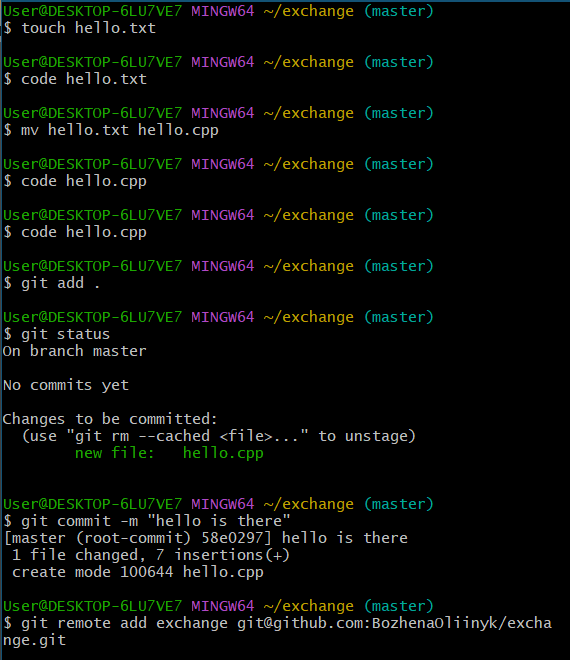 User@DESKTOP-6LU7VE7 MINGW64 ~/exchange (master)
$ touch hello.txt
User@DESKTOP-6LU7VE7 MINGW64 ~/exchange (master)
$ code hello.txt
User@DESKTOP-6LU7VE7 MINGW64 ~/exchange (master)
$ mv hello.txt hello.cpp
User@DESKTOP-6LU7VE7 MINGW64 ~/exchange (master)
$ code hello.cpp
User@DESKTOP-6LU7VE7 MINGW64 ~/exchange (master)
$ code hello.cpp
User@DESKTOP-6LU7VE7 MINGW64 ~/exchange (master)
$ git add .
User@DESKTOP-6LU7VE7 MINGW64 ~/exchange (master)
$ git status
On branch master
No commits yet
Changes to be committed:
  (use "git rm --cached <file>..." to unstage)
        new file:   hello.cpp
User@DESKTOP-6LU7VE7 MINGW64 ~/exchange (master)
$ git commit -m "hello is there"
[master (root-commit) 58e0297] hello is there
 1 file changed, 7 insertions(+)
 create mode 100644 hello.cpp
User@DESKTOP-6LU7VE7 MINGW64 ~/exchange (master)
$ git remote add exchange git@github.com:BozhenaOliinyk/excha
nge.git